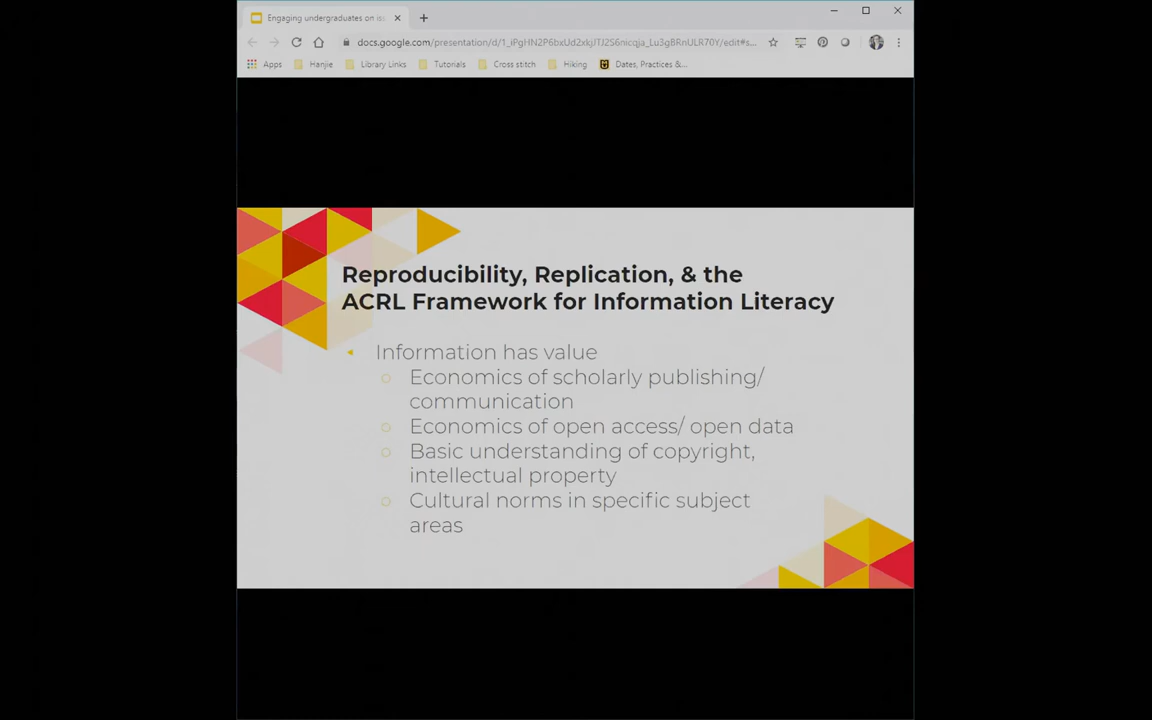 Engaging undergraduates on is
docs.google.com/presentation/d/1_iPgHN2P6bxUd2xkjJTJ2S6nicqja_Lu3gBRnULR70Y/edit#s...
Apps Hanjie Library Links Tutorials Cross stitch Hiking Dates, Practices &...
Reproducibility, Replication, & the
ACRL Framework for Information Literacy
Information has value
Economics of scholarly publishing/
communication
Economics of open access/ open data
Basic understanding of copyright,
intellectual property
Cultural norms in specific subject
areas